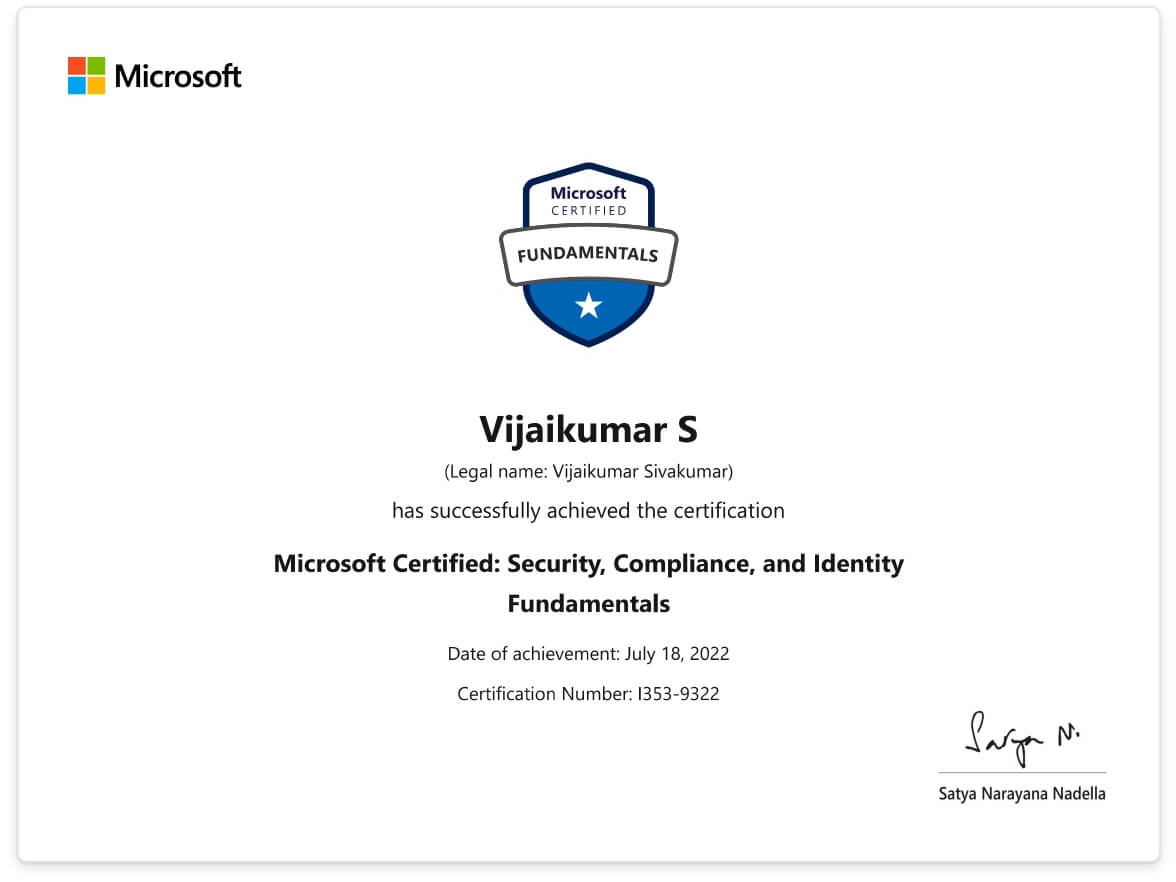 Microsoft
Microsoft
CERTIFIED
FUNDAMENTALS
Vijaikumar S
(Legal name: Vijaikumar Sivakumar)
has successfully achieved the certification
Microsoft Certified: Security, Compliance, and Identity
Fundamentals
Date of achievement: July 18, 2022
Certification Number: I353-9322
Satya N.
Satya Narayana Nadella